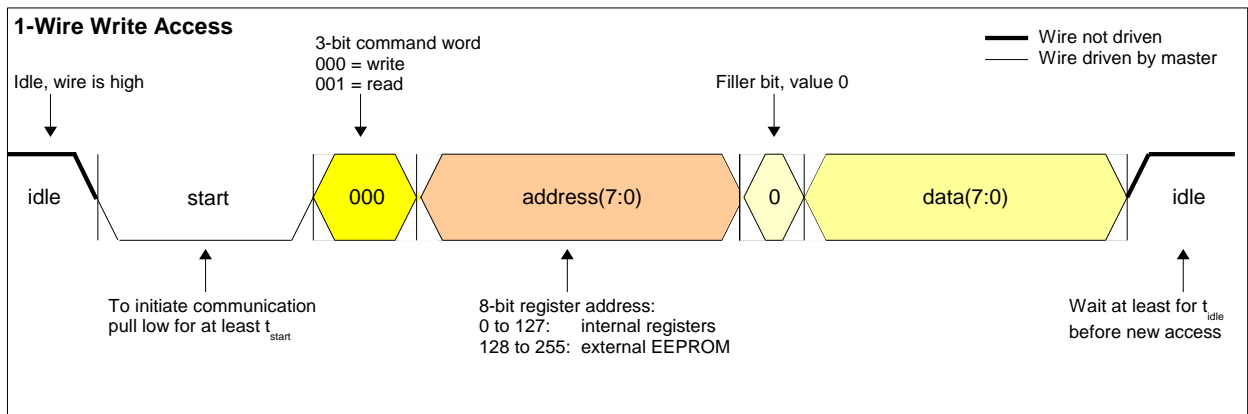 1-Wire Write Access
3-bit command word
000 = write
001 = read
Wire not driven
Wire driven by master
Idle, wire is high
Filler bit, value 0
idle
start
000
address(7:0)
0
data(7:0)
idle
To initiate communication
pull low for at least t_start
8-bit register address:
0 to 127: internal registers
128 to 255: external EEPROM
Wait at least for t_idle
before new access